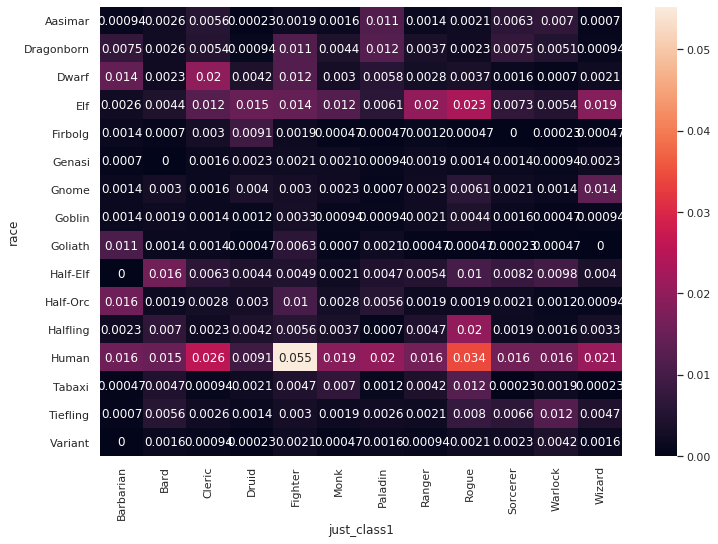 race
Aasimar 0.00094 0.0026 0.0056 0.00023 0.0019 0.0016 0.011 0.0014 0.0021 0.0063 0.007 0.0007
Dragonborn 0.0075 0.0026 0.0054 0.00094 0.011 0.0044 0.012 0.0037 0.0023 0.0075 0.0051 0.00094
Dwarf 0.014 0.0023 0.02 0.0042 0.012 0.003 0.0058 0.0028 0.0037 0.0016 0.0007 0.0021
Elf 0.0026 0.0044 0.012 0.015 0.014 0.012 0.0061 0.02 0.023 0.0073 0.0054 0.019
Firbolg 0.0014 0.0007 0.003 0.0091 0.0019 0.00047 0.00047 0.0012 0.00047 0 0.00023 0.00047
Genasi 0.0007 0 0.0016 0.0023 0.0021 0.0021 0.00094 0.0019 0.0014 0.0014 0.00094 0.0023
Gnome 0.0014 0.003 0.0016 0.004 0.003 0.0023 0.0007 0.0023 0.0061 0.0021 0.0014 0.014
Goblin 0.0014 0.0019 0.0014 0.0012 0.0033 0.00094 0.00094 0.0021 0.0044 0.0016 0.00047 0.00094
Goliath 0.011 0.0014 0.0014 0.00047 0.0063 0.0007 0.0021 0.00047 0.00047 0.00023 0.00047 0
Half-Elf 0 0.016 0.0063 0.0044 0.0049 0.0021 0.0047 0.0054 0.01 0.0082 0.0098 0.004
Half-Orc 0.016 0.0019 0.0028 0.003 0.01 0.0028 0.0056 0.0019 0.0019 0.0021 0.0012 0.00094
Halfling 0.0023 0.007 0.0023 0.0042 0.0056 0.0037 0.0007 0.0047 0.02 0.0019 0.0016 0.0033
Human 0.016 0.015 0.026 0.0091 0.055 0.019 0.02 0.016 0.034 0.016 0.016 0.021
Tabaxi 0.00047 0.0047 0.00094 0.0021 0.0047 0.007 0.0012 0.0042 0.012 0.00023 0.0019 0.00023
Tiefling 0.0007 0.0056 0.0026 0.0014 0.003 0.0019 0.0026 0.0021 0.008 0.0066 0.012 0.0047
Variant 0 0.0016 0.00094 0.00023 0.0021 0.00047 0.0016 0.00094 0.0021 0.0023 0.0042 0.0016
Barbarian Bard Cleric Druid Fighter Monk Paladin Ranger Rogue Sorcerer Warlock Wizard
just_class1
0.05
0.04
0.03
0.02
0.01
0.00